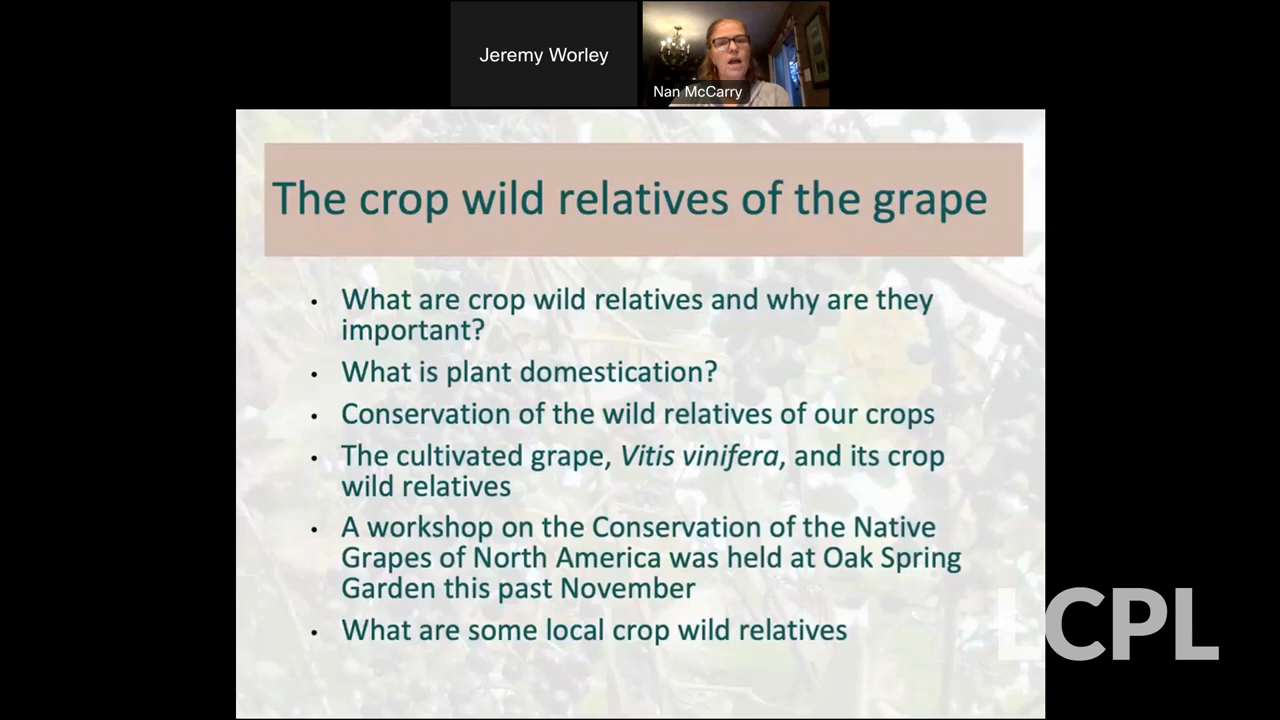 Jeremy Worley
Nan McCarry
The crop wild relatives of the grape
• What are crop wild relatives and why are they
important?
• What is plant domestication?
• Conservation of the wild relatives of our crops
• The cultivated grape, Vitis vinifera, and its crop
wild relatives
• A workshop on the Conservation of the Native
Grapes of North America was held at Oak Spring
Garden this past November
• What are some local crop wild relatives
LCPL